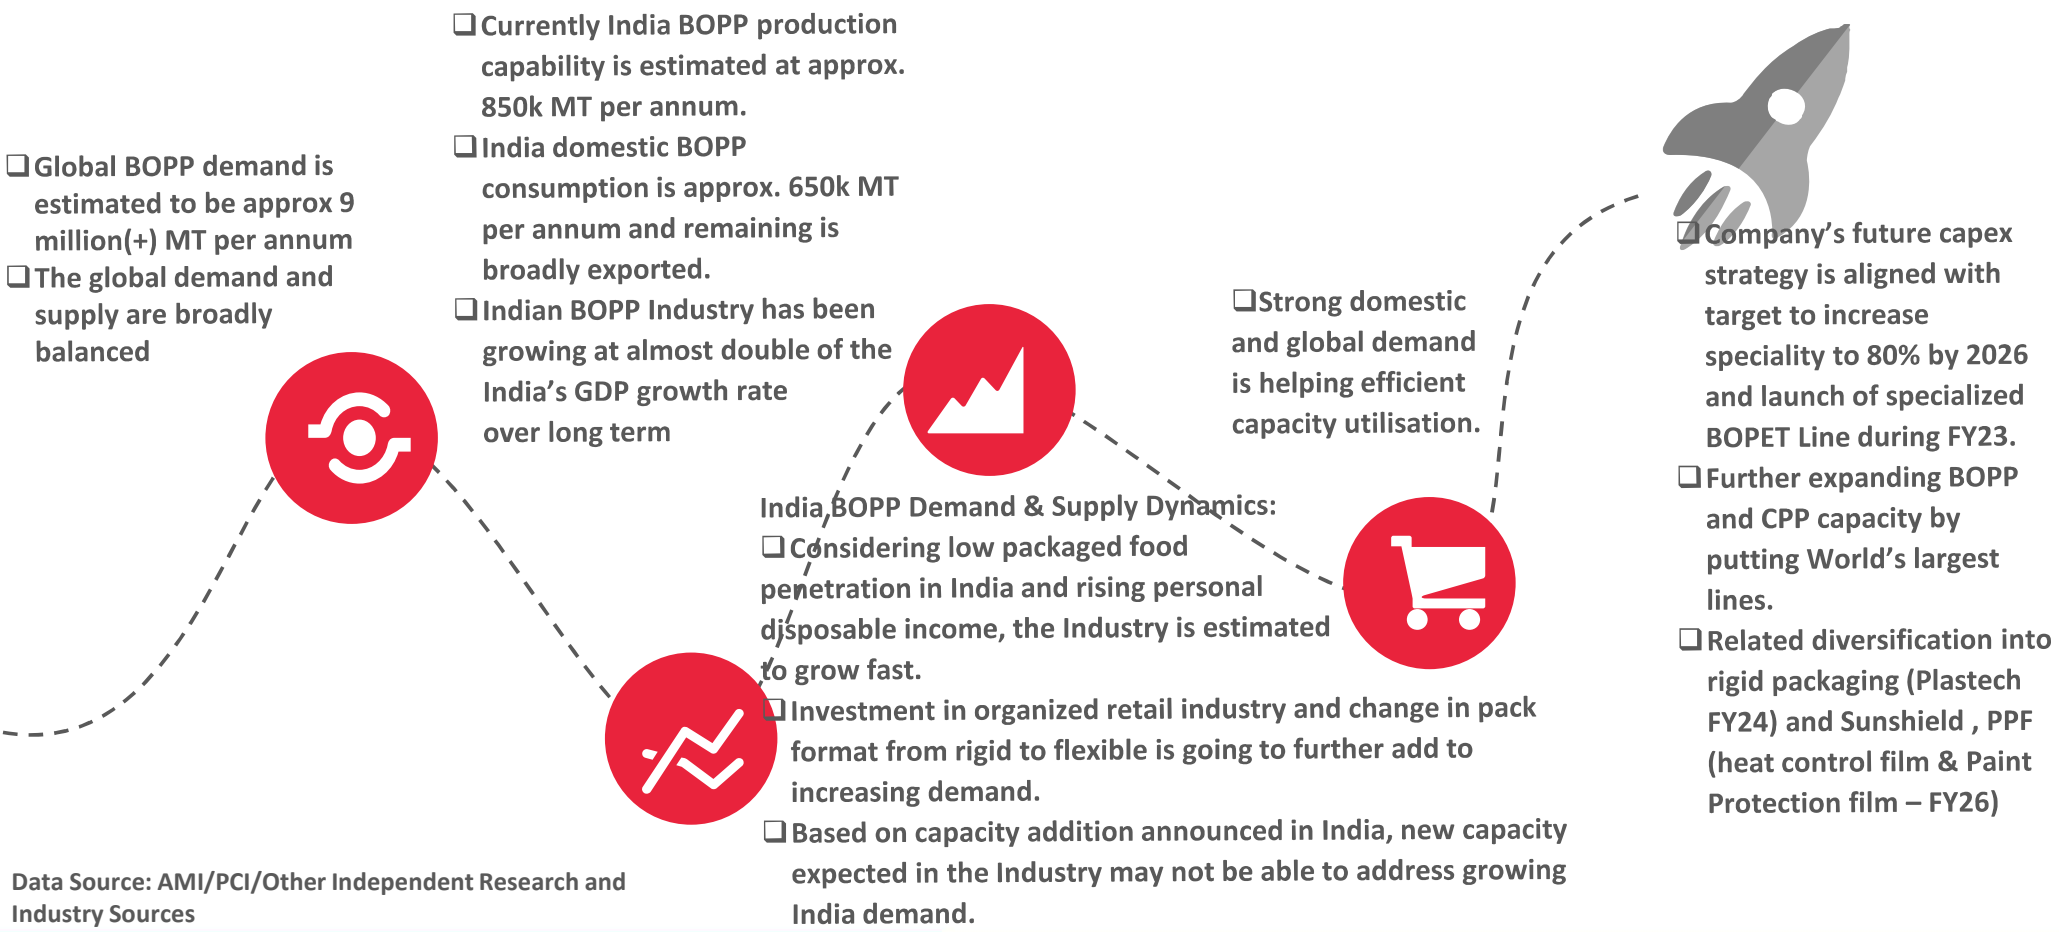 ❑Global BOPP demand is
estimated to be approx 9
million(+) MT per annum
❑The global demand and
supply are broadly
balanced
❑Currently India BOPP production
capability is estimated at approx.
850k MT per annum.
❑India domestic BOPP
consumption is approx. 650k MT
per annum and remaining is
broadly exported.
❑Indian BOPP Industry has been
growing at almost double of the
India’s GDP growth rate
over long term
India BOPP Demand & Supply Dynamics:
❑Considering low packaged food
penetration in India and rising personal
disposable income, the Industry is estimated
to grow fast.
❑Investment in organized retail industry and change in pack
format from rigid to flexible is going to further add to
increasing demand.
❑Based on capacity addition announced in India, new capacity
expected in the Industry may not be able to address growing
India demand.
❑Strong domestic
and global demand
is helping efficient
capacity utilisation.
❑Company’s future capex
strategy is aligned with
target to increase
speciality to 80% by 2026
and launch of specialized
BOPET Line during FY23.
❑Further expanding BOPP
and CPP capacity by
putting World’s largest
lines.
❑Related diversification into
rigid packaging (Plastech
FY24) and Sunshield , PPF
(heat control film & Paint
Protection film – FY26)
Data Source: AMI/PCI/Other Independent Research and
Industry Sources